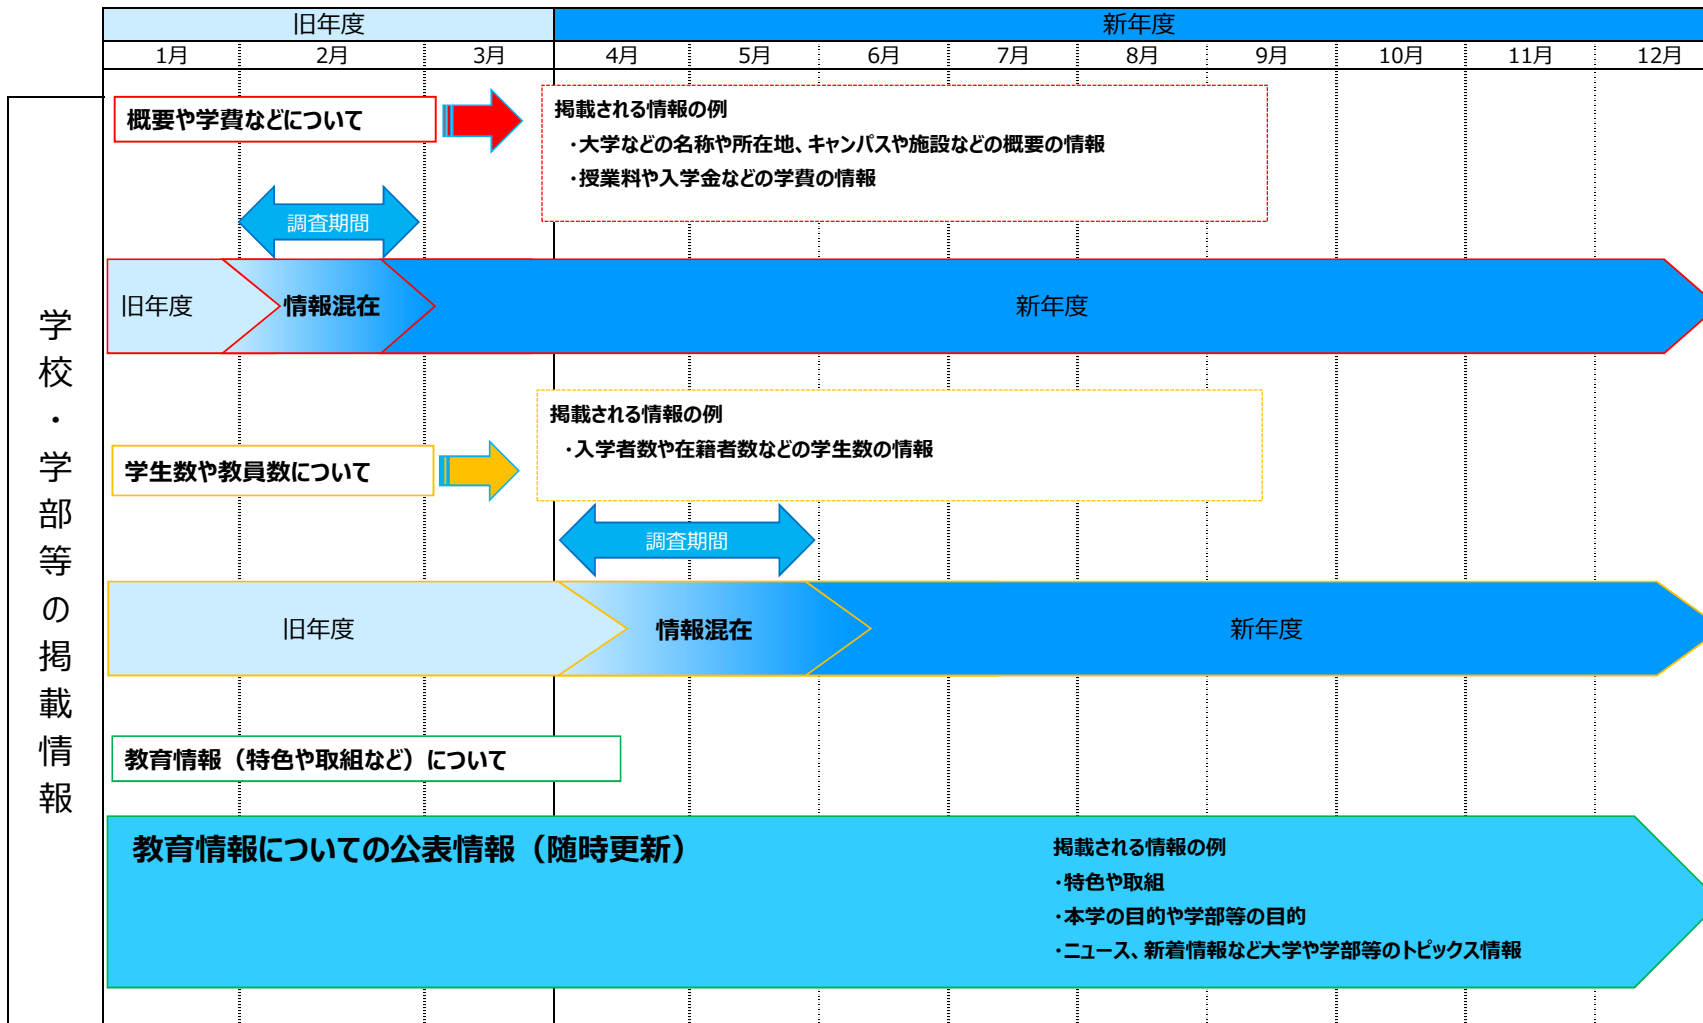 旧年度
新年度
1月
2月
3月
4月
5月
6月
7月
8月
9月
10月
11月
12月
学校・学部等の掲載情報
概要や学費などについて
掲載される情報の例
・大学などの名称や所在地、キャンパスや施設などの概要の情報
・授業料や入学金などの学費の情報
調査期間
旧年度
情報混在
新年度
掲載される情報の例
・入学者数や在籍者数などの学生数の情報
学生数や教員数について
調査期間
旧年度
情報混在
新年度
教育情報（特色や取組など）について
教育情報についての公表情報（随時更新）
掲載される情報の例
・特色や取組
・本学の目的や学部等の目的
・ニュース、新着情報など大学や学部等のトピックス情報